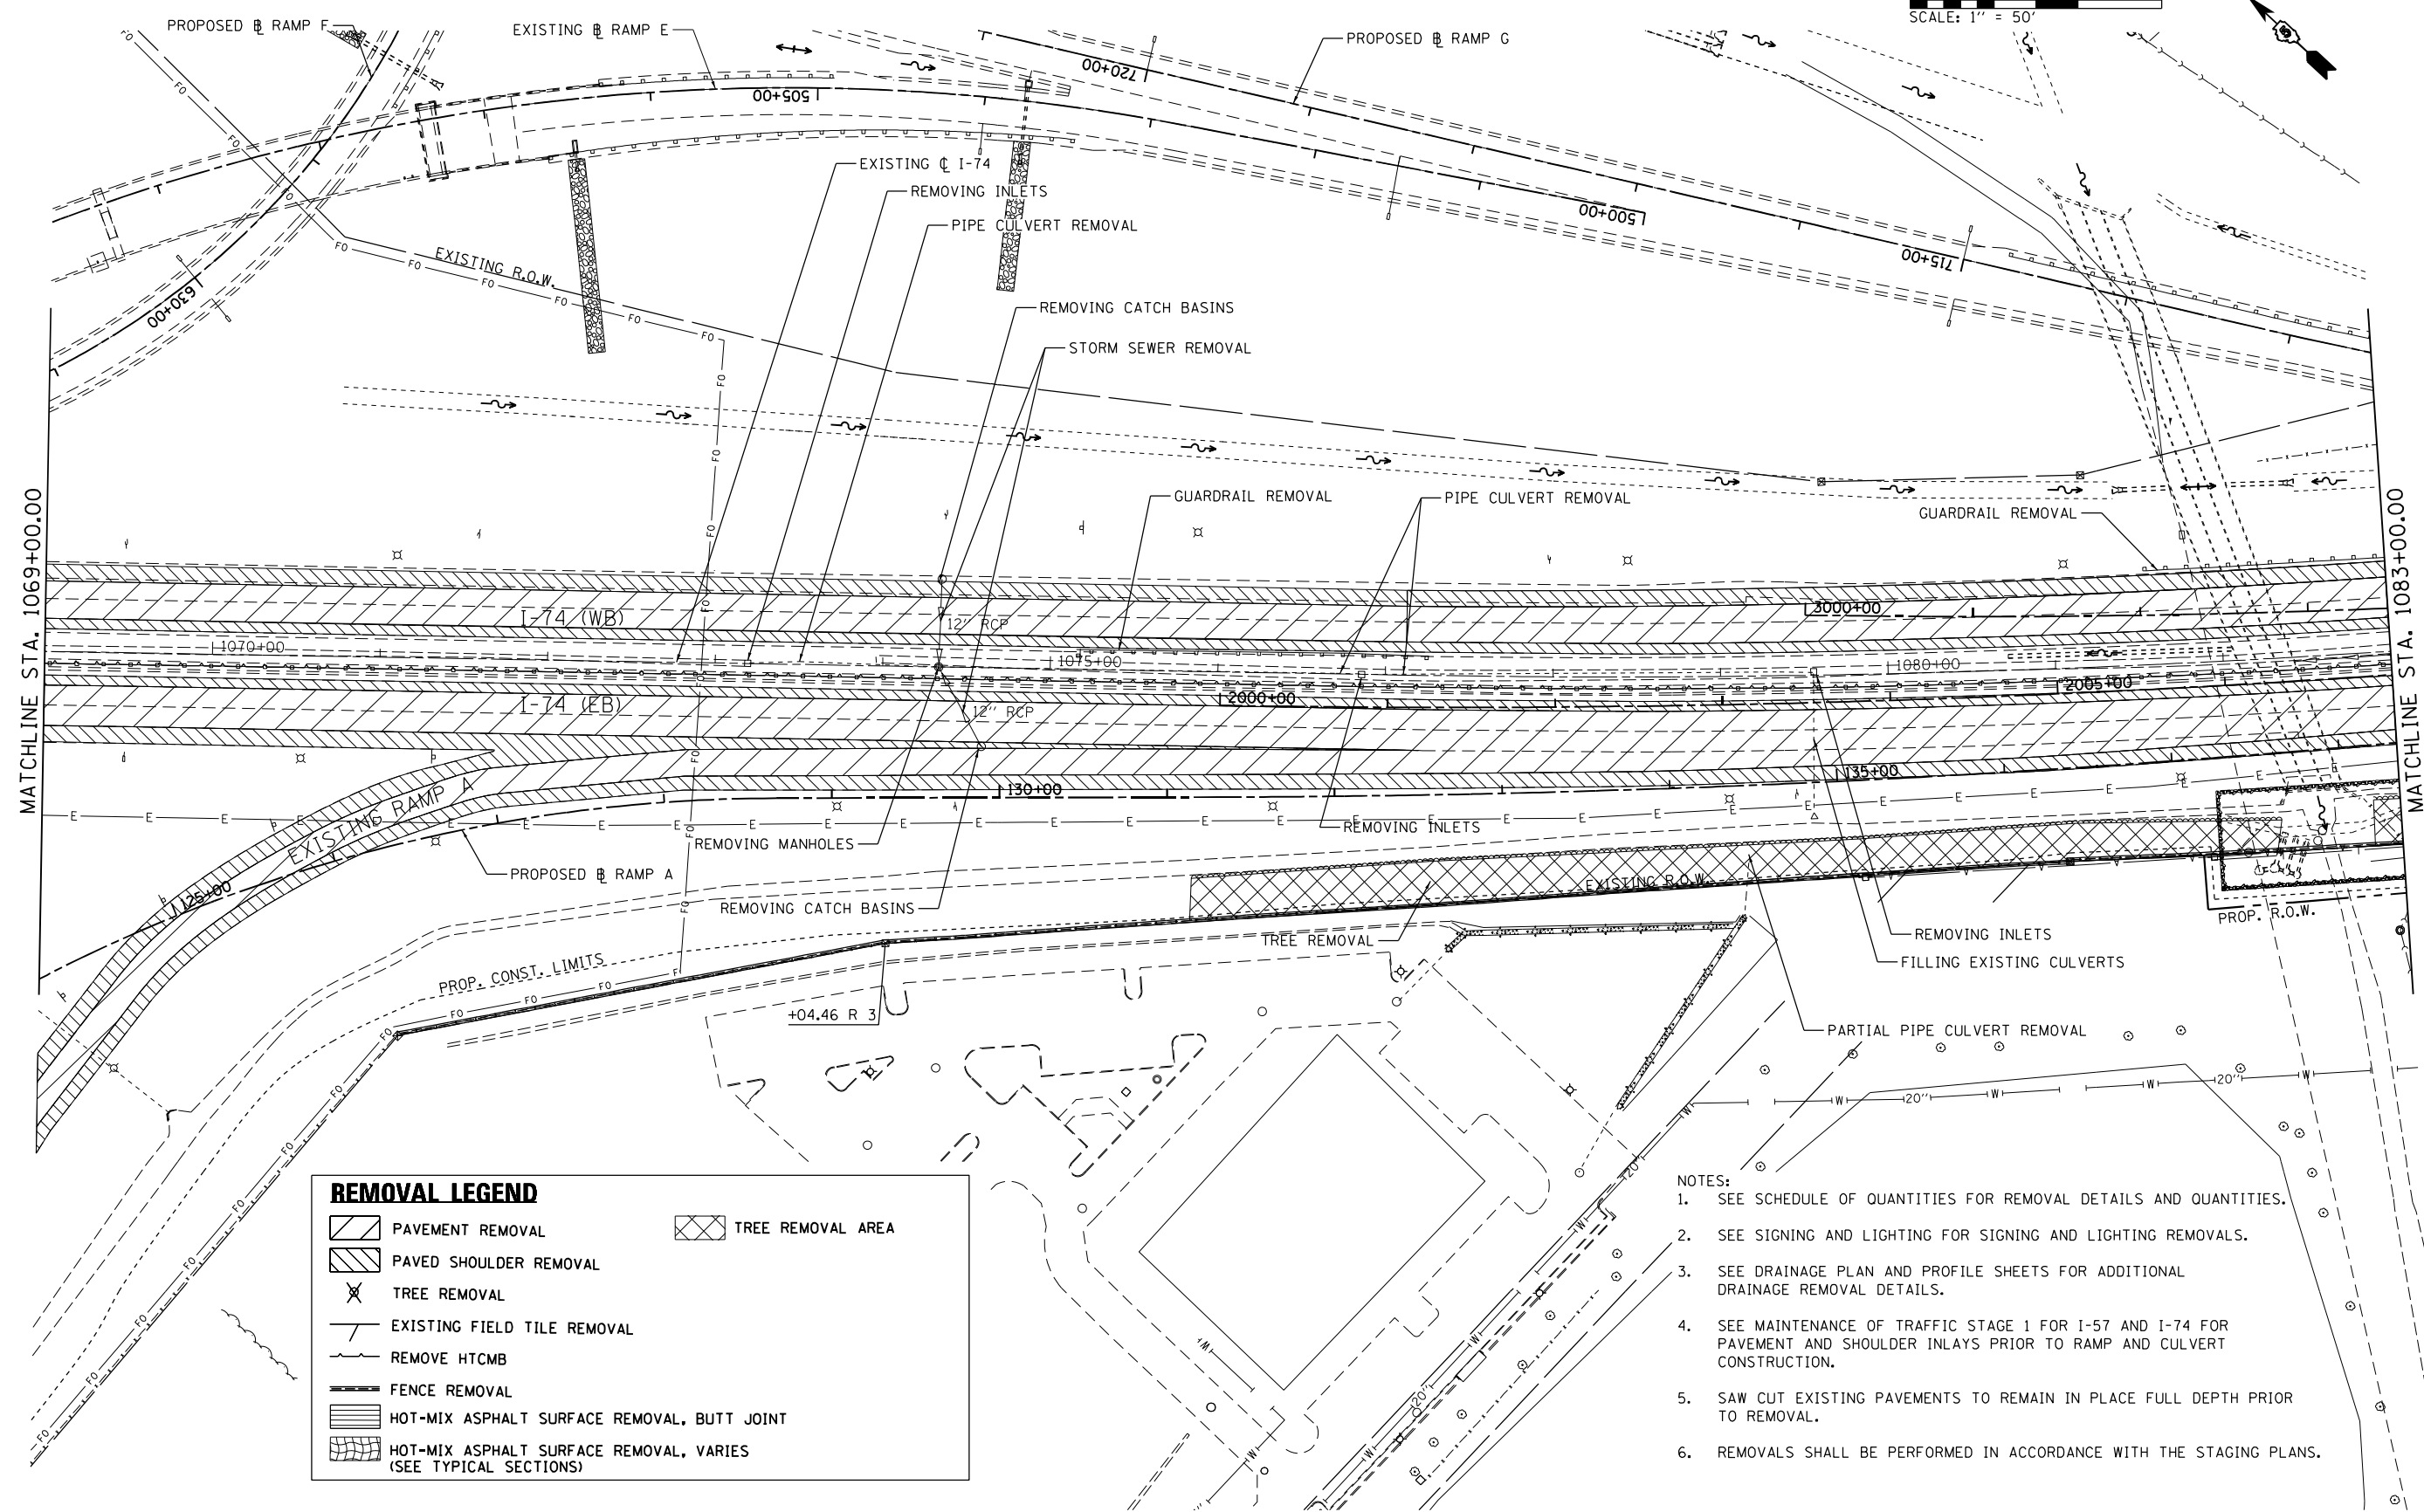 SCALE: 1" = 50'
5
PROPOSED ℄ RAMP F
EXISTING ℄ RAMP E
PROPOSED ℄ RAMP G
720+00
505+00
500+00
715+00
630+00
EXISTING ℄ I-74
REMOVING INLETS
PIPE CULVERT REMOVAL
EXISTING R.O.W.
REMOVING CATCH BASINS
STORM SEWER REMOVAL
GUARDRAIL REMOVAL
PIPE CULVERT REMOVAL
GUARDRAIL REMOVAL
MATCHLINE STA. 1069+00.00
MATCHLINE STA. 1083+00.00
I-74 (WB)
12" RCP
3000+00
1070+00
1075+00
1080+00
I-74 (EB)
12" RCP
2000+00
2005+00
130+00
135+00
125+00
EXISTING RAMP A
REMOVING MANHOLES
REMOVING INLETS
PROPOSED ℄ RAMP A
REMOVING CATCH BASINS
EXISTING R.O.W.
TREE REMOVAL
PROP. R.O.W.
REMOVING INLETS
FILLING EXISTING CULVERTS
PROP. CONST. LIMITS
+04.46 R 3
PARTIAL PIPE CULVERT REMOVAL
FO
E
W
20"
REMOVAL LEGEND
PAVEMENT REMOVAL
TREE REMOVAL AREA
PAVED SHOULDER REMOVAL
TREE REMOVAL
EXISTING FIELD TILE REMOVAL
REMOVE HTCMB
FENCE REMOVAL
HOT-MIX ASPHALT SURFACE REMOVAL, BUTT JOINT
HOT-MIX ASPHALT SURFACE REMOVAL, VARIES
(SEE TYPICAL SECTIONS)
NOTES:
1. SEE SCHEDULE OF QUANTITIES FOR REMOVAL DETAILS AND QUANTITIES.
2. SEE SIGNING AND LIGHTING FOR SIGNING AND LIGHTING REMOVALS.
3. SEE DRAINAGE PLAN AND PROFILE SHEETS FOR ADDITIONAL
DRAINAGE REMOVAL DETAILS.
4. SEE MAINTENANCE OF TRAFFIC STAGE 1 FOR I-57 AND I-74 FOR
PAVEMENT AND SHOULDER INLAYS PRIOR TO RAMP AND CULVERT
CONSTRUCTION.
5. SAW CUT EXISTING PAVEMENTS TO REMAIN IN PLACE FULL DEPTH PRIOR
TO REMOVAL.
6. REMOVALS SHALL BE PERFORMED IN ACCORDANCE WITH THE STAGING PLANS.